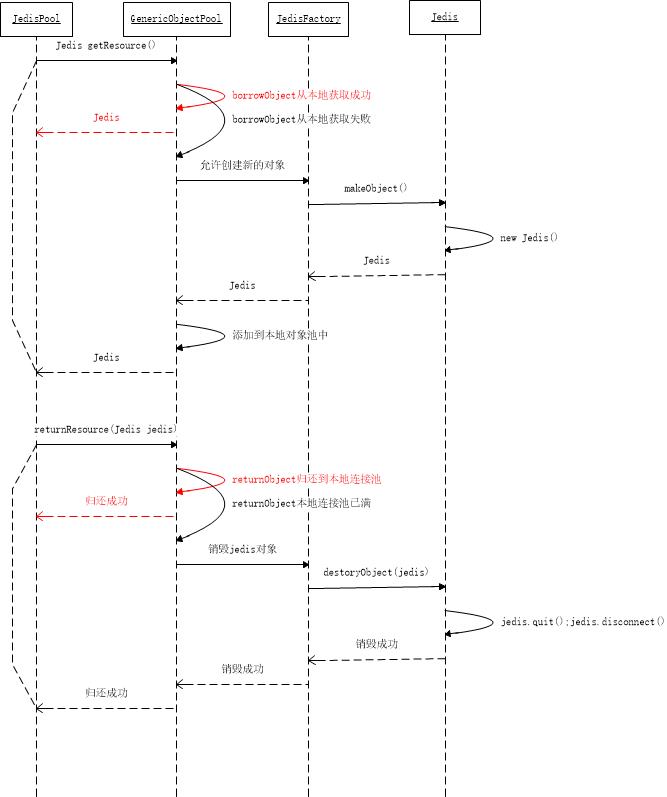 JedisPool
GenericObjectPool
JedisFactory
Jedis
Jedis getResource()
borrowObject从本地获取成功
Jedis
borrowObject从本地获取失败
允许创建新的对象
makeObject()
new Jedis()
Jedis
Jedis
添加到本地对象池中
Jedis
returnResource(Jedis jedis)
returnObject归还到本地连接池
归还成功
returnObject本地连接池已满
销毁jedis对象
destoryObject(jedis)
jedis.quit();jedis.disconnect()
销毁成功
销毁成功
归还成功